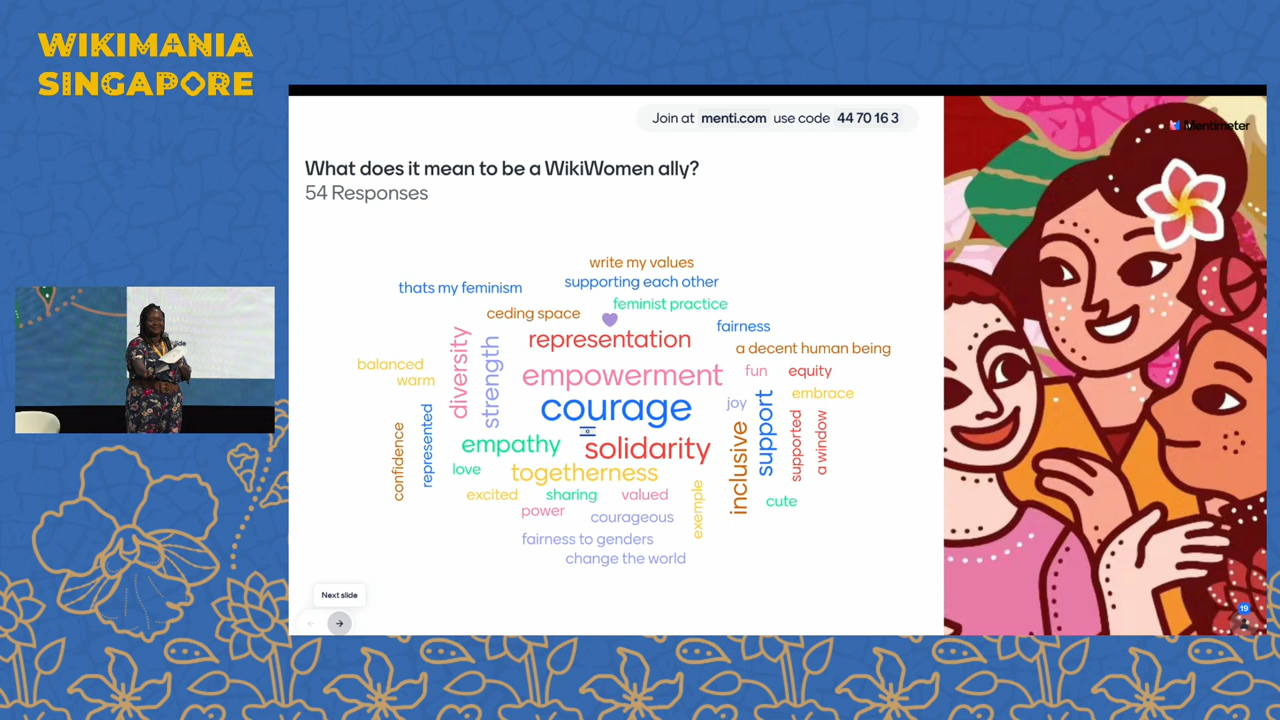 WIKIMANIA
SINGAPORE
Join at menti.com use code 44 70 16 3
Mentimeter
What does it mean to be a WikiWomen ally?
54 Responses
write my values
supporting each other
thats my feminism
feminist practice
ceding space
fairness
representation
a decent human being
balanced
warm
diversity
strength
empowerment
fun
equity
embrace
courage
joy
support
confidence
represented
empathy
solidarity
inclusive
supported
a window
love
togetherness
excited
sharing
valued
exemple
cute
power
courageous
fairness to genders
change the world
Next slide
19